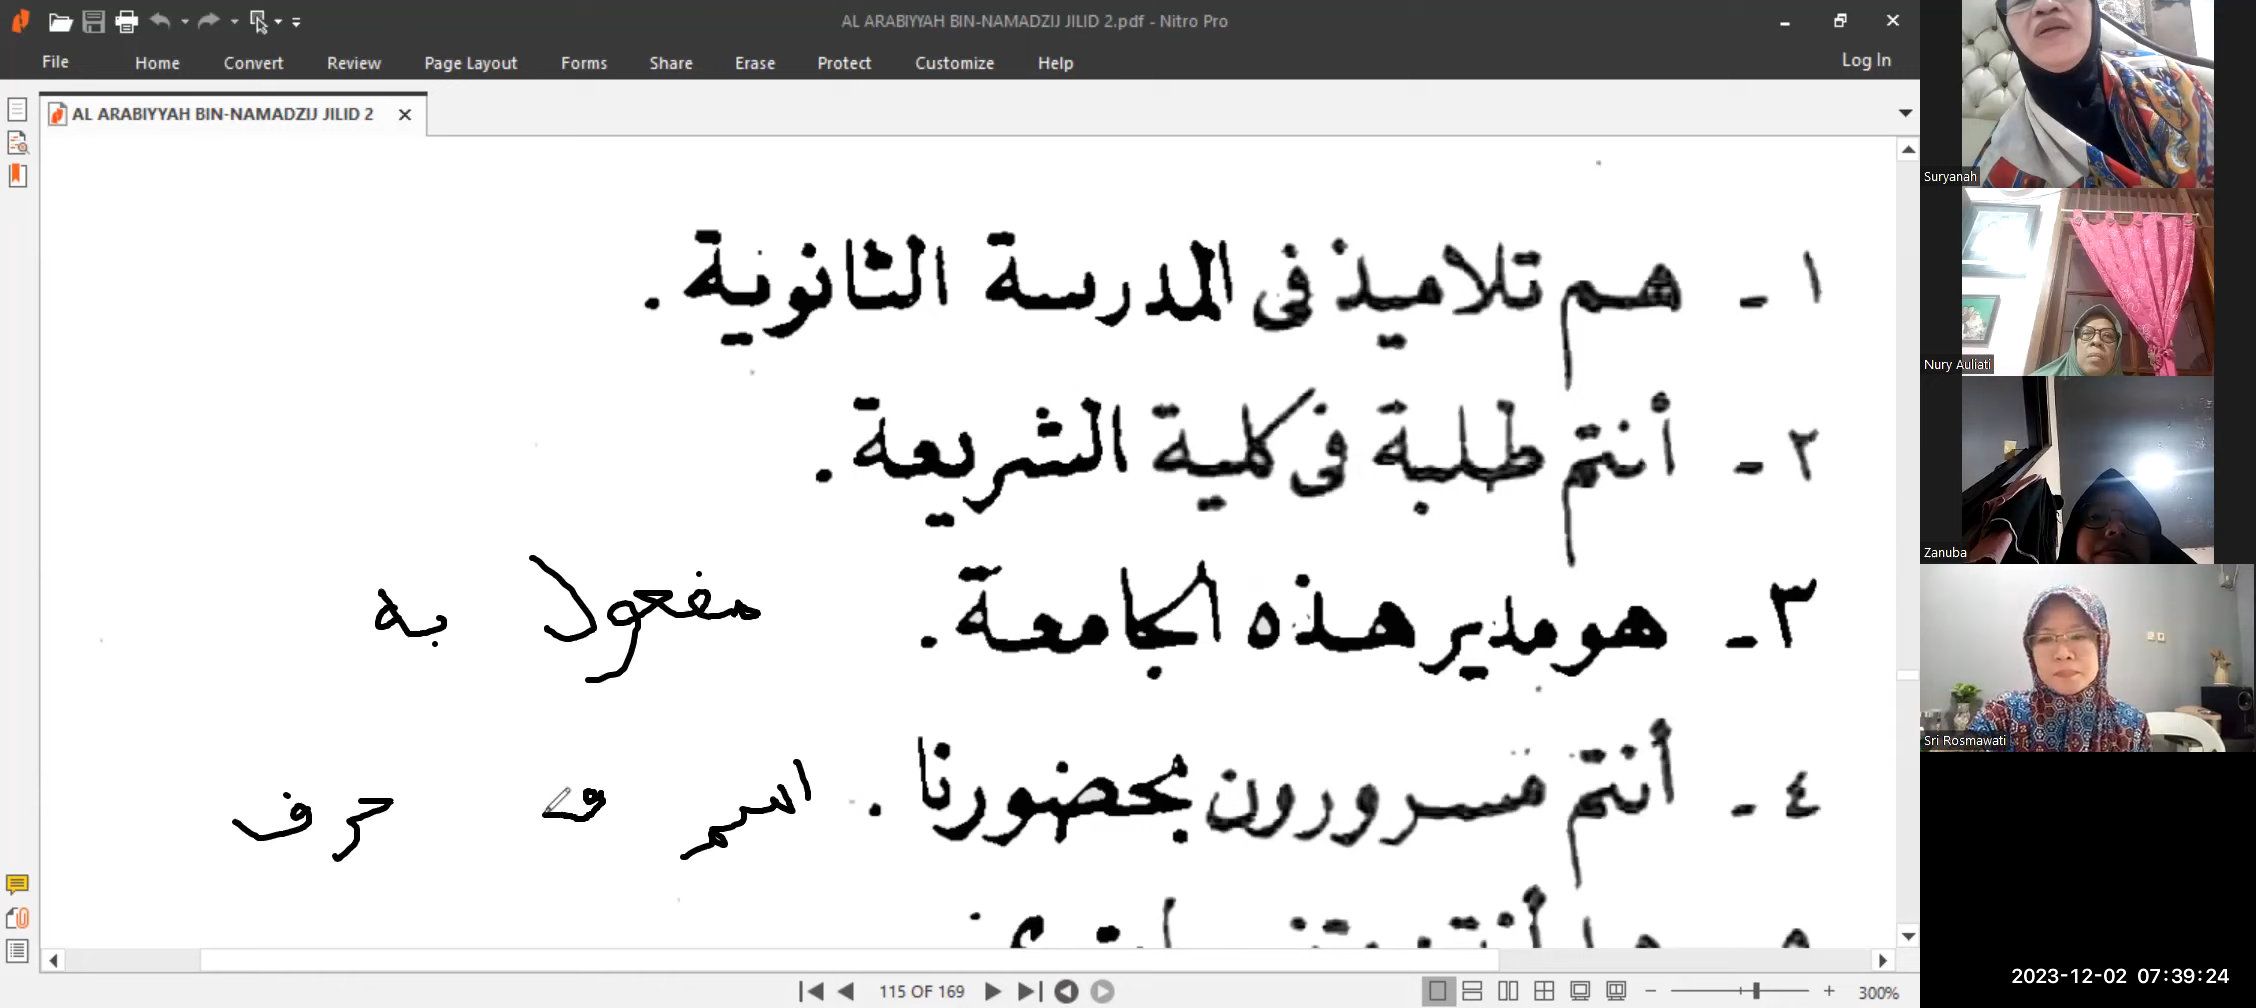 AL ARABIYYAH BIN-NAMADZIJ JILID 2.pdf - Nitro Pro
File Home Convert Review Page Layout Forms Share Erase Protect Customize Help Log In
AL ARABIYYAH BIN-NAMADZIJ JILID 2
١ - هم تلاميذ فى المدرسة الثانوية .
٢ - أنتم طلبة فى كلية الشريعة .
٣ - هو مدير هذه الجامعة .
مفعول به
٤ - أنتم مسرورون بحضورنا .
اسم حرف
Suryanah
Nury Auliati
Zanuba
Sri Rosmawati
2023-12-02 07:39:24
115 OF 169
300%